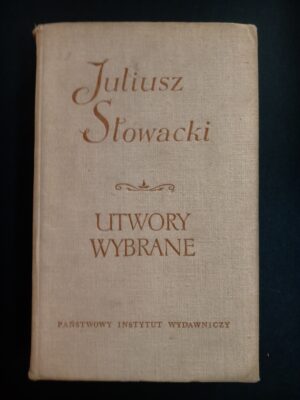 Juliusz
Słowacki
UTWORY
WYBRANE
PAŃSTWOWY INSTYTUT WYDAWNICZY